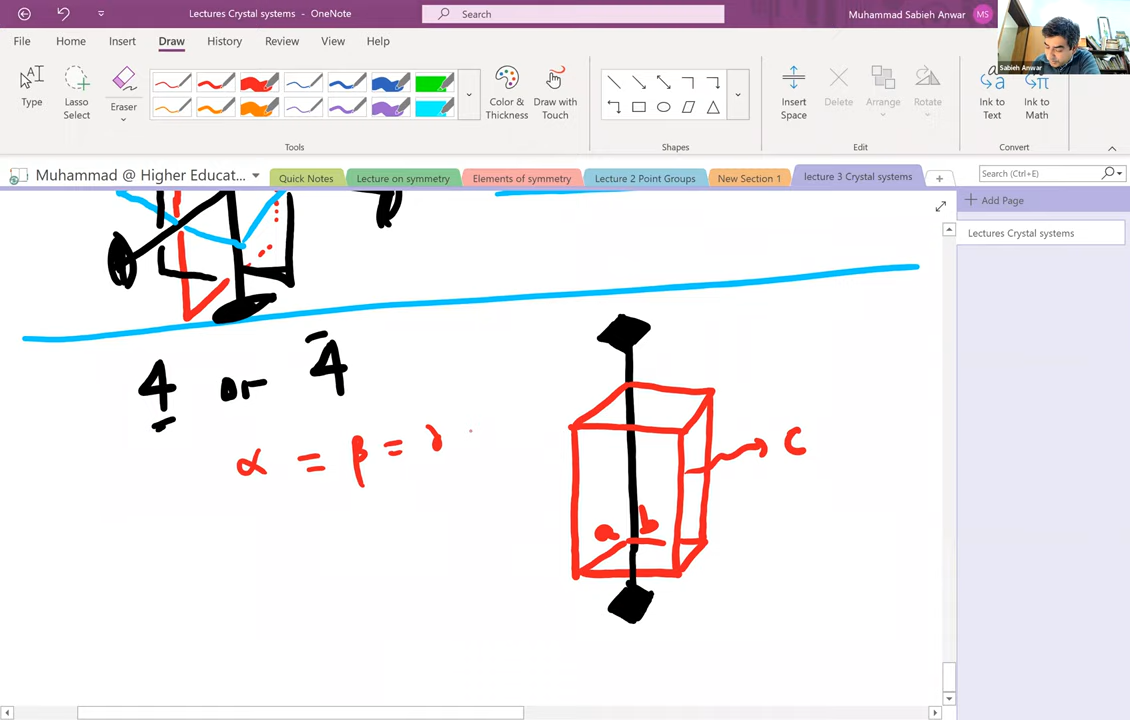 Lectures Crystal systems - OneNote
Search
Muhammad Sabieh Anwar
MS
File Home Insert Draw History Review View Help
Sabieh Anwar
Type
Lasso Select
Eraser
Color & Thickness
Draw with Touch
Insert Space
Delete
Arrange
Rotate
Ink to Text
Ink to Math
Tools
Shapes
Edit
Convert
Muhammad @ Higher Educat...
Quick Notes
Lecture on symmetry
Elements of symmetry
Lecture 2 Point Groups
New Section 1
lecture 3 Crystal systems
Search (Ctrl+E)
Add Page
Lectures Crystal systems
4 or 4̄
α = β = γ
c
a b